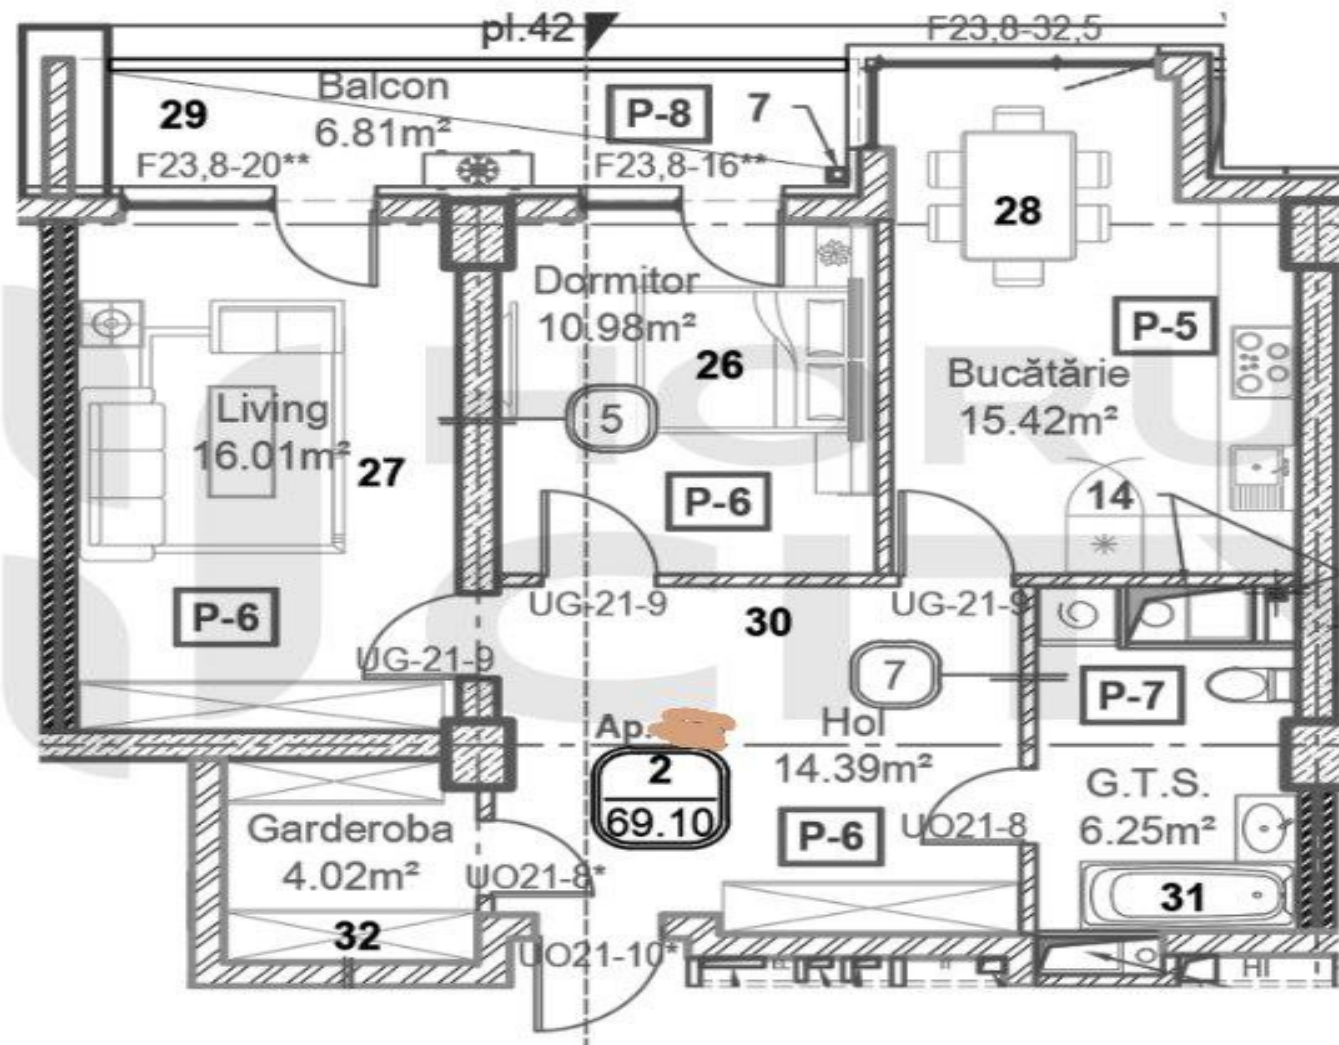 pl.42
F23,8-32,5
Balcon
6.81m²
29
P-8
7
F23,8-20**
F23,8-16**
28
Dormitor
10.98m²
26
P-5
Bucătărie
15.42m²
5
Living
16.01m²
27
P-6
14
P-6
UG-21-9
UG-21-9
30
UG-21-9
7
P-7
Ap.
2
69.10
Hol
14.39m²
P-6
UO21-8
G.T.S.
6.25m²
31
Garderoba
4.02m²
UO21-8*
32
UO21-10*
HORU
CITY